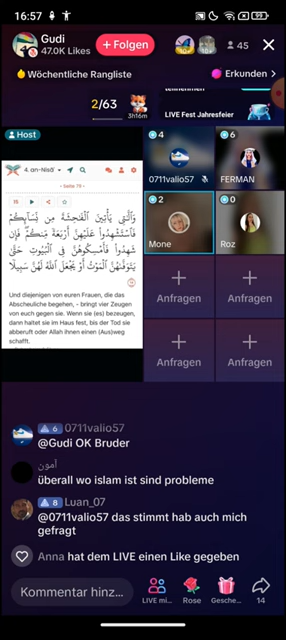 16:57
99
Gudi
47.0K Likes
+ Folgen
45
Wöchentliche Rangliste
Erkunden >
2/63
3h16m
teilnehmen
LIVE Fest Jahresfeier
Host
4. an-Nisāʾ
- Seite 79 -
15
وَٱلَّٰتِي يَأۡتِينَ ٱلۡفَٰحِشَةَ مِن نِّسَآئِكُمۡ
فَٱسۡتَشۡهِدُواْ عَلَيۡهِنَّ أَرۡبَعَةٗ مِّنكُمۡۖ فَإِن
شَهِدُواْ فَأَمۡسِكُوهُنَّ فِي ٱلۡبُيُوتِ حَتَّىٰ
يَتَوَفَّىٰهُنَّ ٱلۡمَوۡتُ أَوۡ يَجۡعَلَ ٱللَّهُ لَهُنَّ سَبِيلٗا
Und diejenigen von euren Frauen, die das
Abscheuliche begehen, - bringt vier Zeugen
von euch gegen sie. Wenn sie (es) bezeugen,
dann haltet sie im Haus fest, bis der Tod sie
abberuft oder Allah ihnen einen (Aus)weg
schafft.
4
0711valio57
6
FERMAN
2
Mone
0
Roz
Anfragen
Anfragen
Anfragen
Anfragen
6 0711valio57
@Gudi OK Bruder
آمون
überall wo islam ist sind probleme
8 Luan_07
@0711valio57 das stimmt hab auch mich
gefragt
Anna hat dem LIVE einen Like gegeben
Kommentar hinz...
LIVE mi...
Rose
Gesche...
14